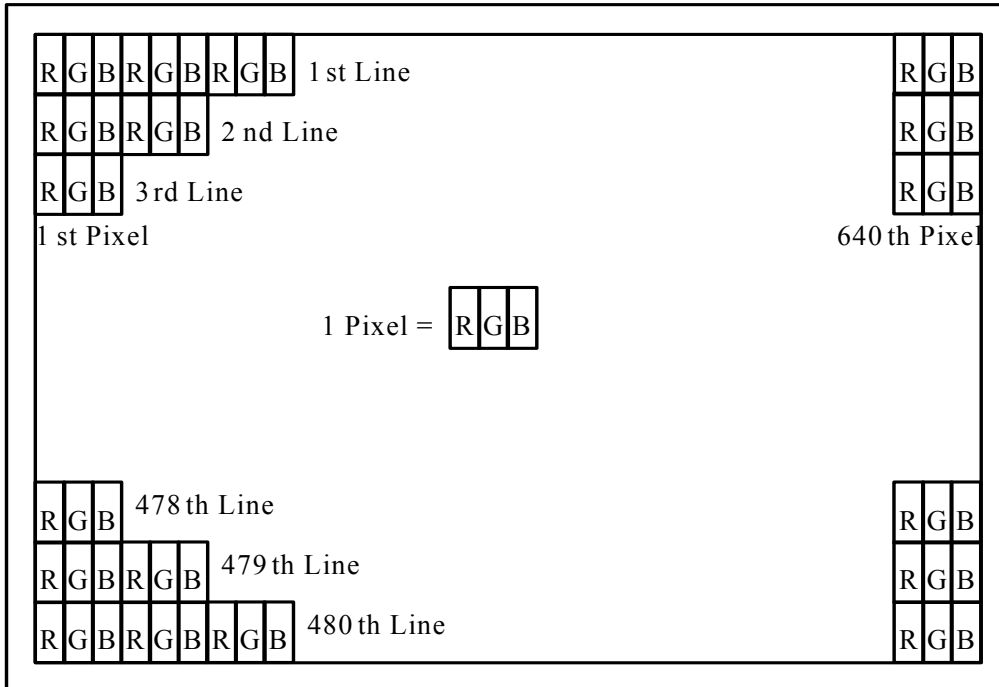 R G B R G B R G B 1 st Line R G B
R G B R G B 2 nd Line R G B
R G B 3 rd Line R G B
1 st Pixel 640 th Pixel
1 Pixel = R G B
R G B 478 th Line R G B
R G B R G B 479 th Line R G B
R G B R G B R G B 480 th Line R G B